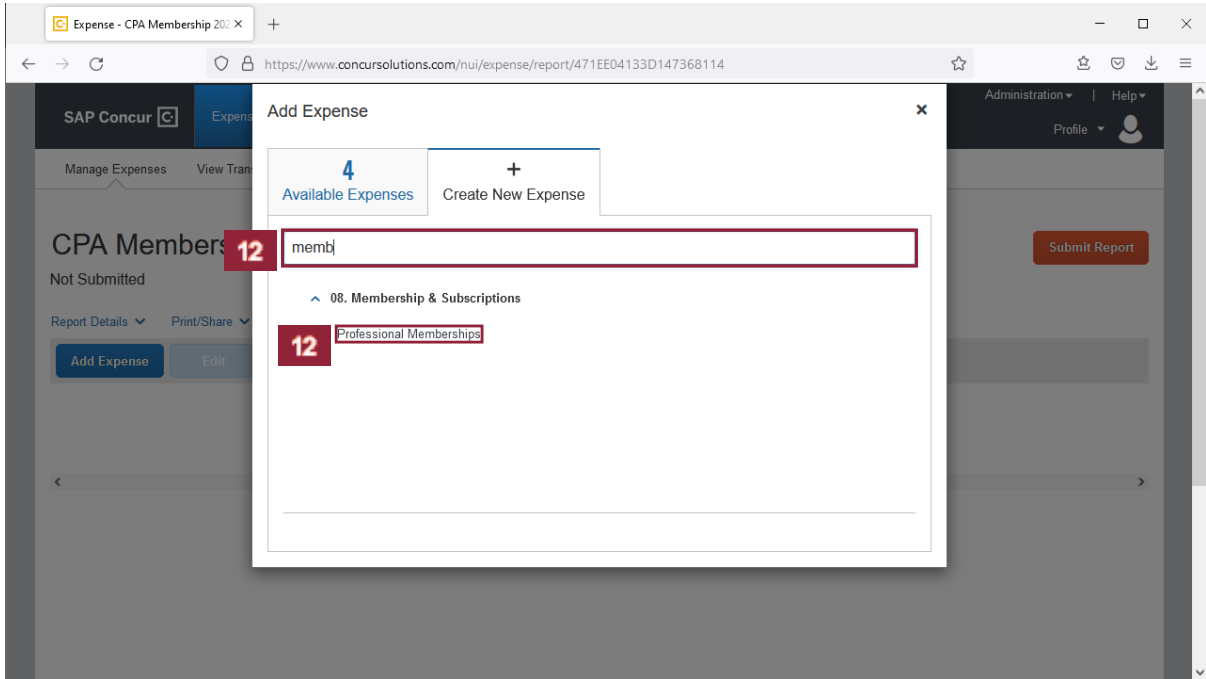 Expense - CPA Membership 202
https://www.concursolutions.com/nui/expense/report/471EE04133D147368114
SAP Concur
Expens
Administration | Help
Profile
Manage Expenses View Tran
Add Expense
4
Available Expenses
+
Create New Expense
CPA Members
12
memb
Submit Report
Not Submitted
08. Membership & Subscriptions
Report Details Print/Share
12
Professional Memberships
Add Expense Edit